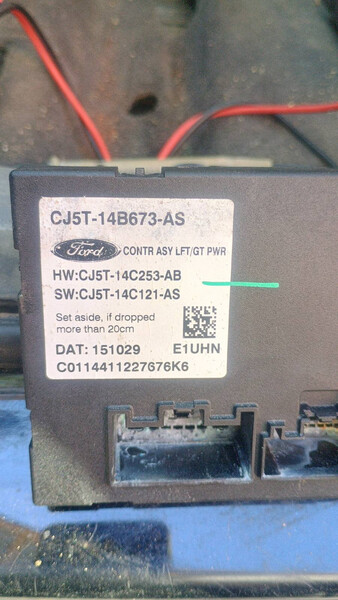 CJ5T-14B673-AS
Ford CONTR ASY LFT/GT PWR
HW:CJ5T-14C253-AB
SW:CJ5T-14C121-AS
Set aside, if dropped
more than 20cm
DAT: 151029 E1UHN
C0114411227676K6